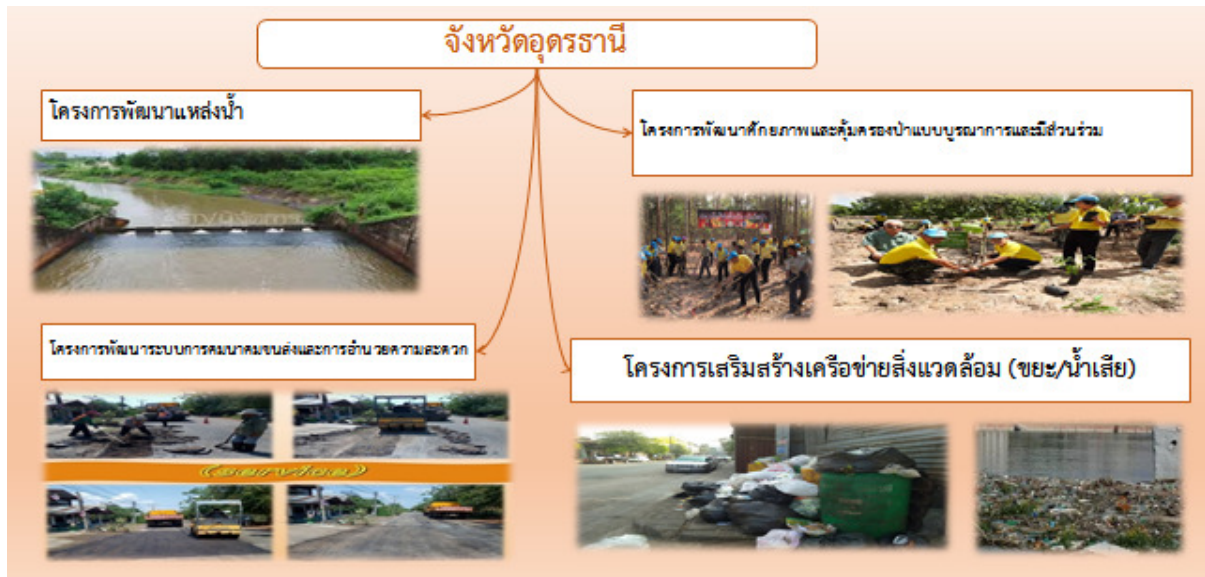 จังหวัดอุดรธานี
โครงการพัฒนาแหล่งน้ำ
โครงการพัฒนาศักยภาพและคุ้มครองป่าแบบบูรณาการและมีส่วนร่วม
โครงการพัฒนาระบบการคมนาคมขนส่งและการอำนวยความสะดวก
โครงการเสริมสร้างเครือข่ายสิ่งแวดล้อม (ขยะ/น้ำเสีย)
(service)